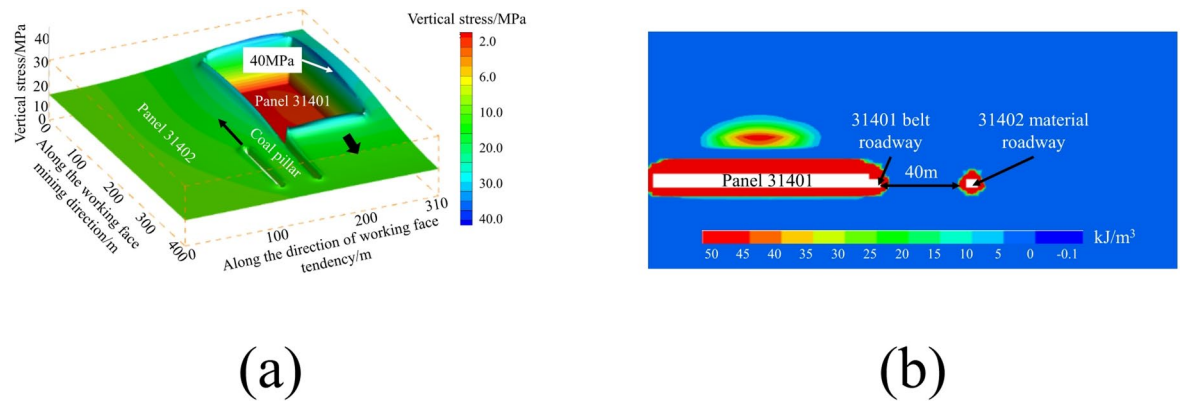 Vertical stress/MPa
40
30
20
10
0
Vertical stress/MPa
2.0
6.0
10.0
20.0
30.0
40.0
40MPa
Panel 31401
Panel 31402
Coal pillar
0
100
200
300
400
Along the working face
mining direction/m
0
100
200
310
Along the direction of working face
tendency/m
(a)
31401 belt
roadway
31402 material
roadway
40m
Panel 31401
kJ/m³
50 45 40 35 30 25 20 15 10 5 0 -0.1
(b)